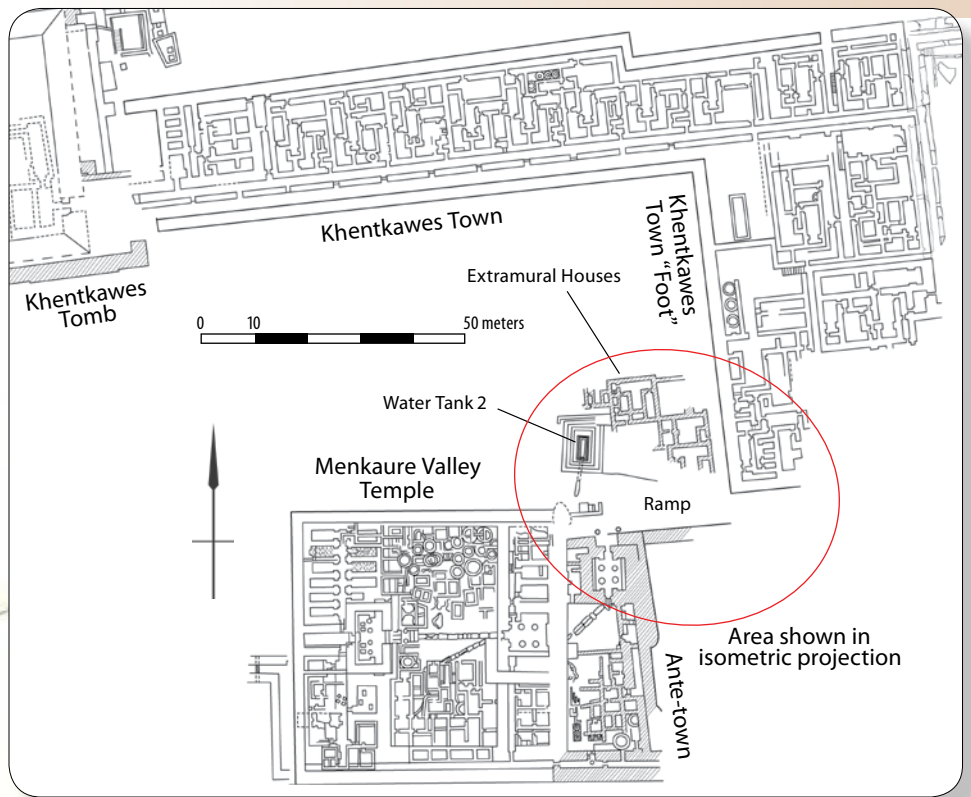 Khentkawes Town
Khentkawes
Town “Foot”
Khentkawes
Tomb
Extramural Houses
0 10 50 meters
Water Tank 2
Menkaure Valley
Temple
Ramp
Area shown in
isometric projection
Ante-town